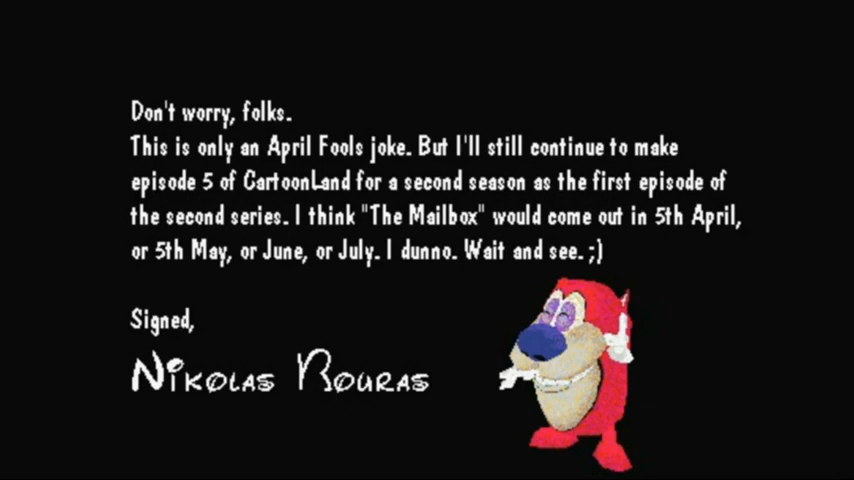 Don't worry, folks.
This is only an April Fools joke. But I'll still continue to make
episode 5 of CartoonLand for a second season as the first episode of
the second series. I think "The Mailbox" would come out in 5th April,
or 5th May, or June, or July. I dunno. Wait and see. ;)
Signed,
Nikolas Rouras